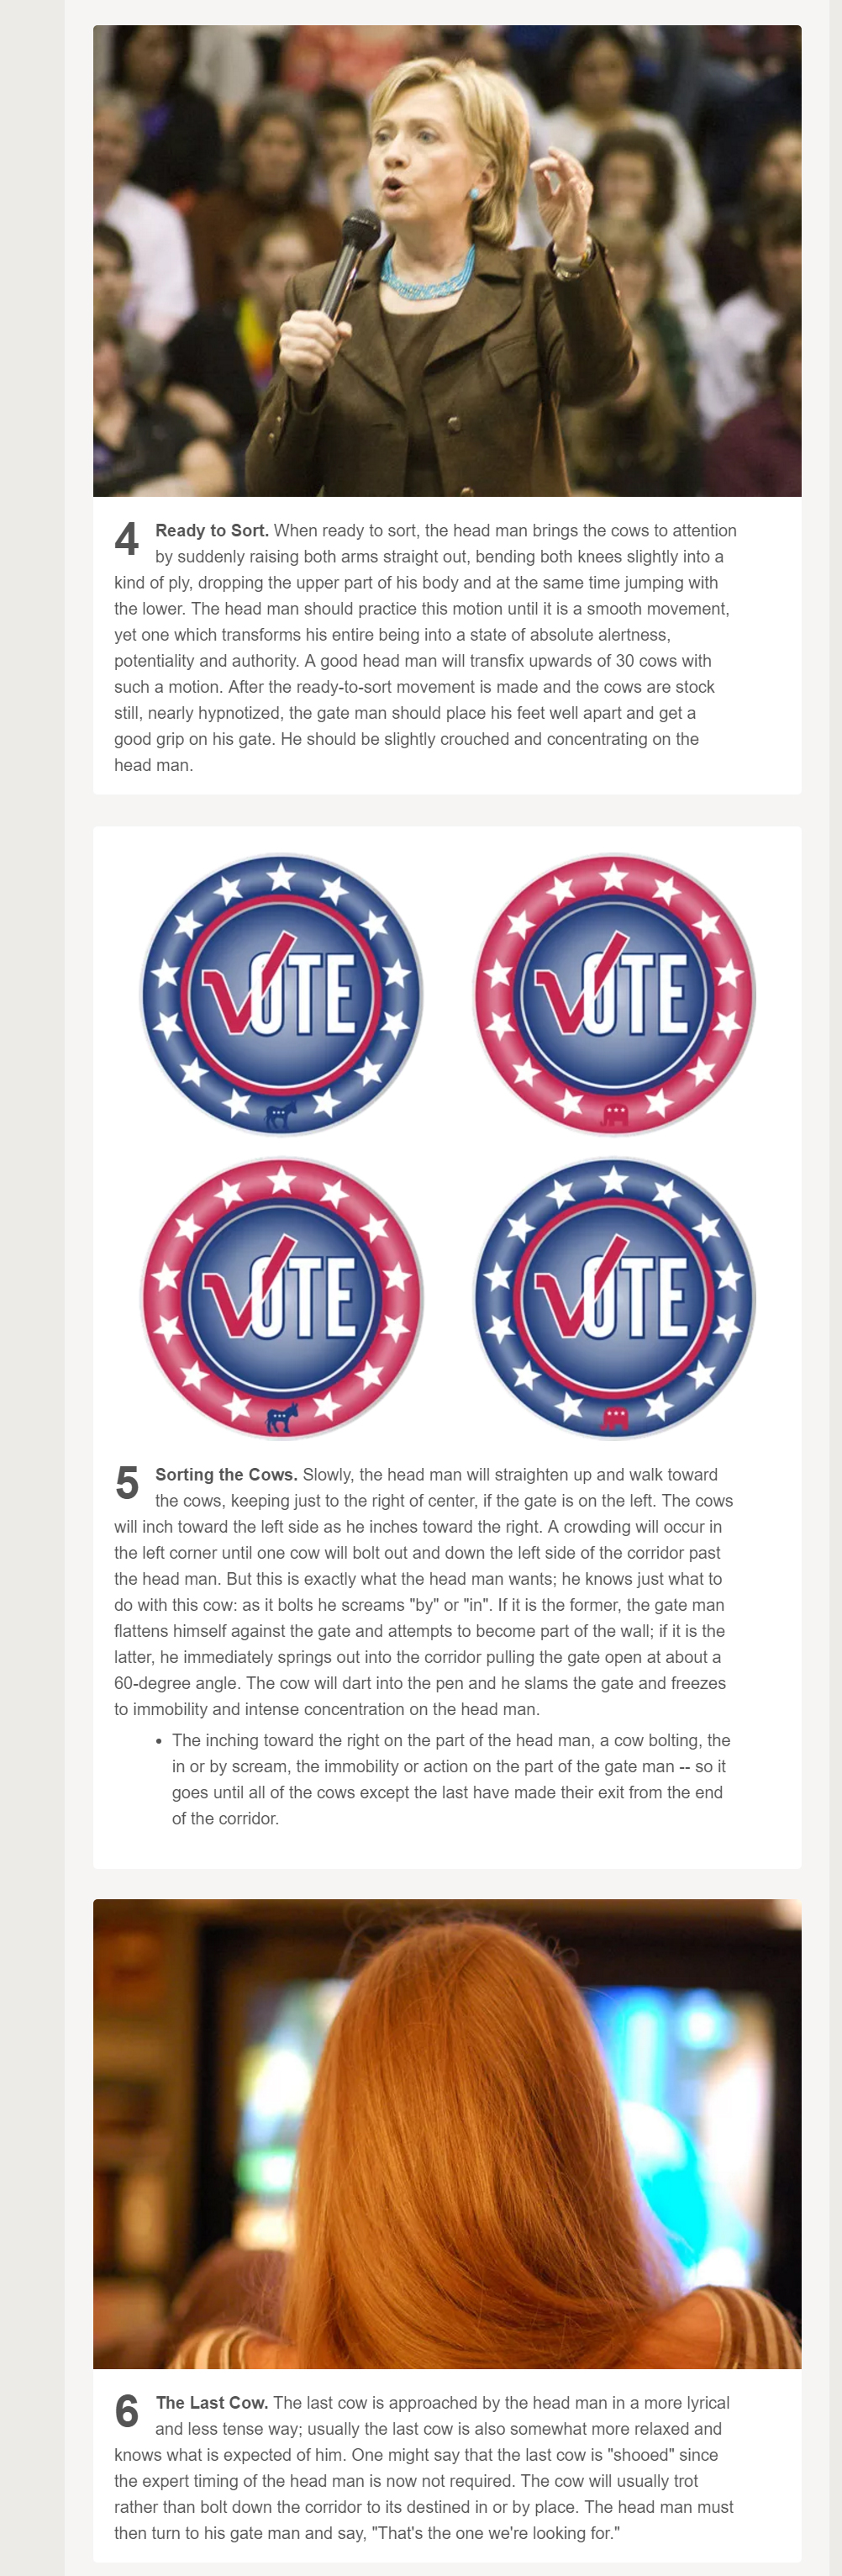 4 Ready to Sort. When ready to sort, the head man brings the cows to attention
by suddenly raising both arms straight out, bending both knees slightly into a
kind of ply, dropping the upper part of his body and at the same time jumping with
the lower. The head man should practice this motion until it is a smooth movement,
yet one which transforms his entire being into a state of absolute alertness,
potentiality and authority. A good head man will transfix upwards of 30 cows with
such a motion. After the ready-to-sort movement is made and the cows are stock
still, nearly hypnotized, the gate man should place his feet well apart and get a
good grip on his gate. He should be slightly crouched and concentrating on the
head man.
VOTE
VOTE
VOTE
VOTE
5 Sorting the Cows. Slowly, the head man will straighten up and walk toward
the cows, keeping just to the right of center, if the gate is on the left. The cows
will inch toward the left side as he inches toward the right. A crowding will occur in
the left corner until one cow will bolt out and down the left side of the corridor past
the head man. But this is exactly what the head man wants; he knows just what to
do with this cow: as it bolts he screams "by" or "in". If it is the former, the gate man
flattens himself against the gate and attempts to become part of the wall; if it is the
latter, he immediately springs out into the corridor pulling the gate open at about a
60-degree angle. The cow will dart into the pen and he slams the gate and freezes
to immobility and intense concentration on the head man.
• The inching toward the right on the part of the head man, a cow bolting, the
in or by scream, the immobility or action on the part of the gate man -- so it
goes until all of the cows except the last have made their exit from the end
of the corridor.
6 The Last Cow. The last cow is approached by the head man in a more lyrical
and less tense way; usually the last cow is also somewhat more relaxed and
knows what is expected of him. One might say that the last cow is "shooed" since
the expert timing of the head man is now not required. The cow will usually trot
rather than bolt down the corridor to its destined in or by place. The head man must
then turn to his gate man and say, "That's the one we're looking for."